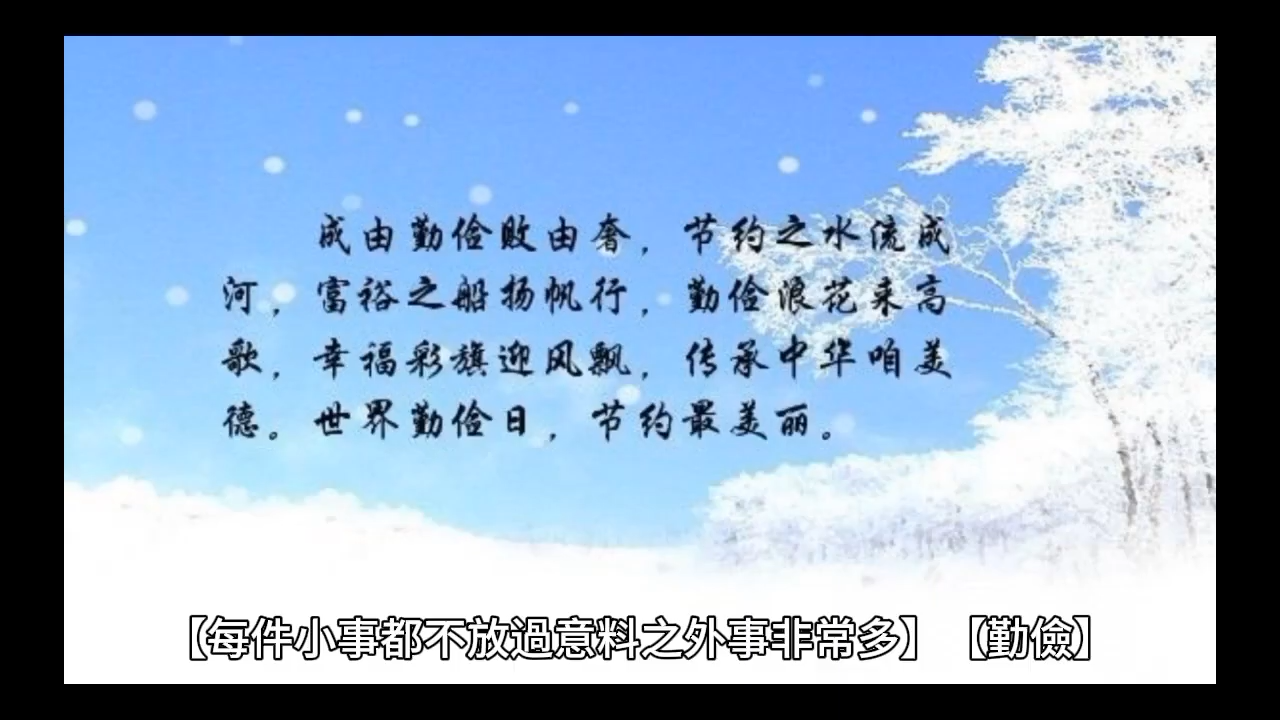 成由勤俭败由奢，节约之水流成
河，富裕之船扬帆行，勤俭浪花来高
歌，幸福彩旗迎风飘，传承中华咱美
德。世界勤俭日，节约最美丽。
【每件小事都不放過意料之外事非常多】【勤儉】